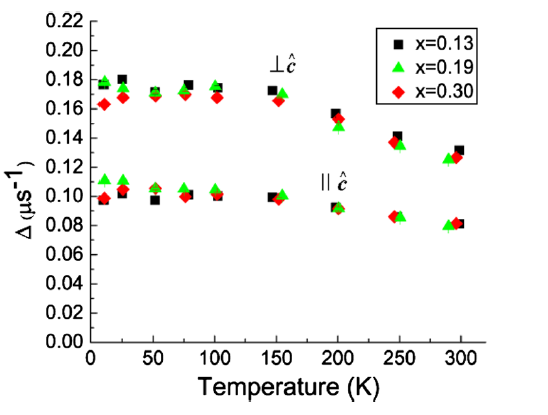 0.22
0.20
0.18
0.16
0.14
0.12
0.10
0.08
0.06
0.04
0.02
0.00
Δ (μs⁻¹)
⊥ĉ
|| ĉ
x=0.13
x=0.19
x=0.30
0 50 100 150 200 250 300
Temperature (K)